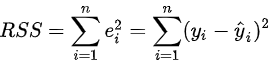 $RSS = \sum_{i=1}^{n} e_i^2 = \sum_{i=1}^{n} (y_i - \hat{y}_i)^2$